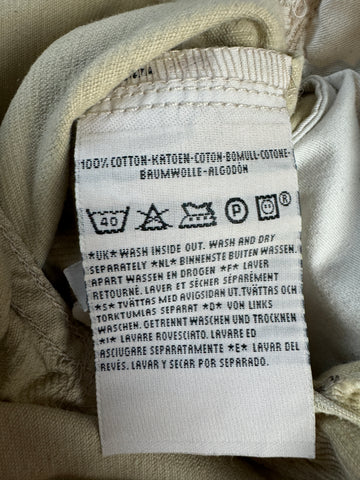 100% COTTON-KATOEN-COTON-BOMULL-COTONE-
BAUMWOLLE-ALGODÓN
40 P ®
*UK* WASH INSIDE OUT. WASH AND DRY
SEPARATELY *NL* BINNENSTE BUITEN WASSEN.
APART WASSEN EN DROGEN *F* LAVER
RETOURNÉ. LAVER ET SÉCHER SÉPARÉMENT
*S* TVÄTTAS MED AVIGSIDAN UT. TVÄTTAS OCH
TORKTUMLAS SEPARAT *D* VON LINKS
WASCHEN. GETRENNT WASCHEN UND TROCKNEN
*I* LAVARE ROVESCIATO. LAVARE ED
ASCIUGARE SEPARATAMENTE *E* LAVAR DEL
REVÉS. LAVAR Y SECAR POR SEPARADO.